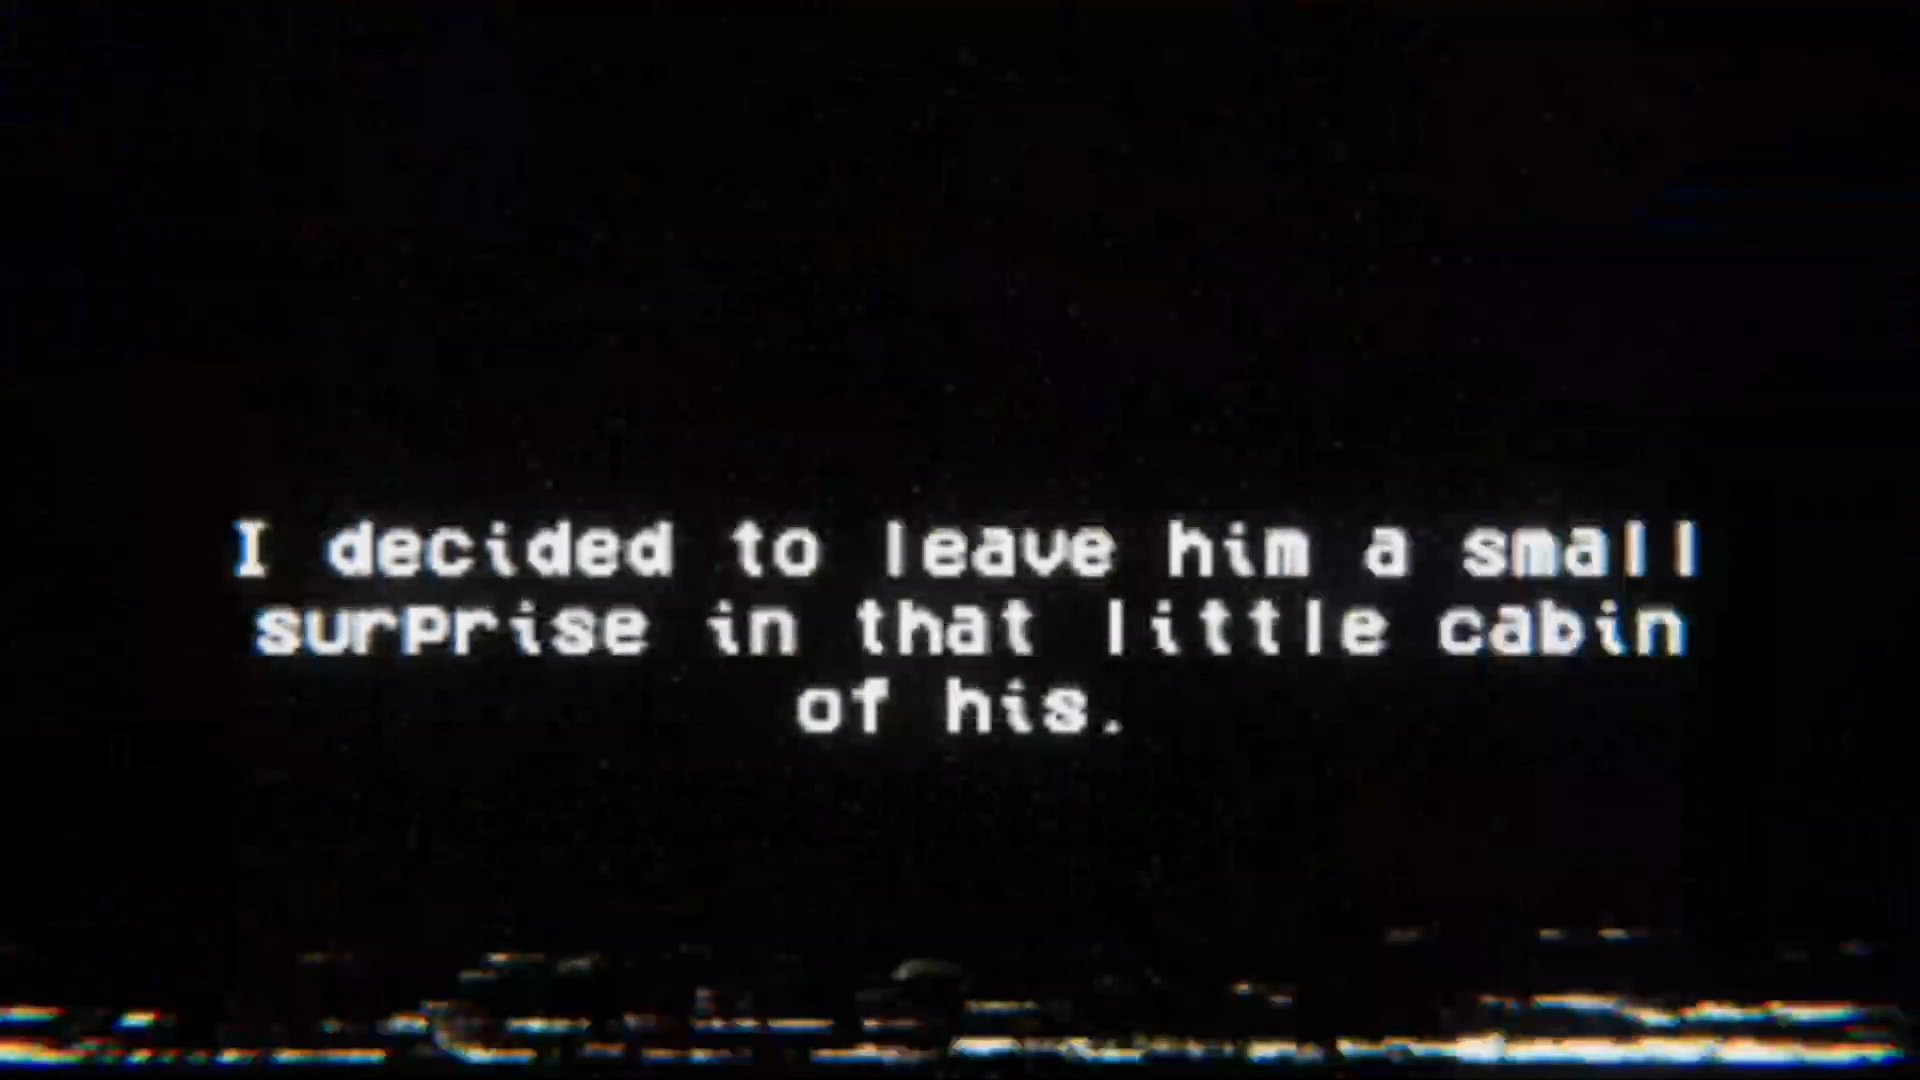 I decided to leave him a small
surprise in that little cabin
of his.